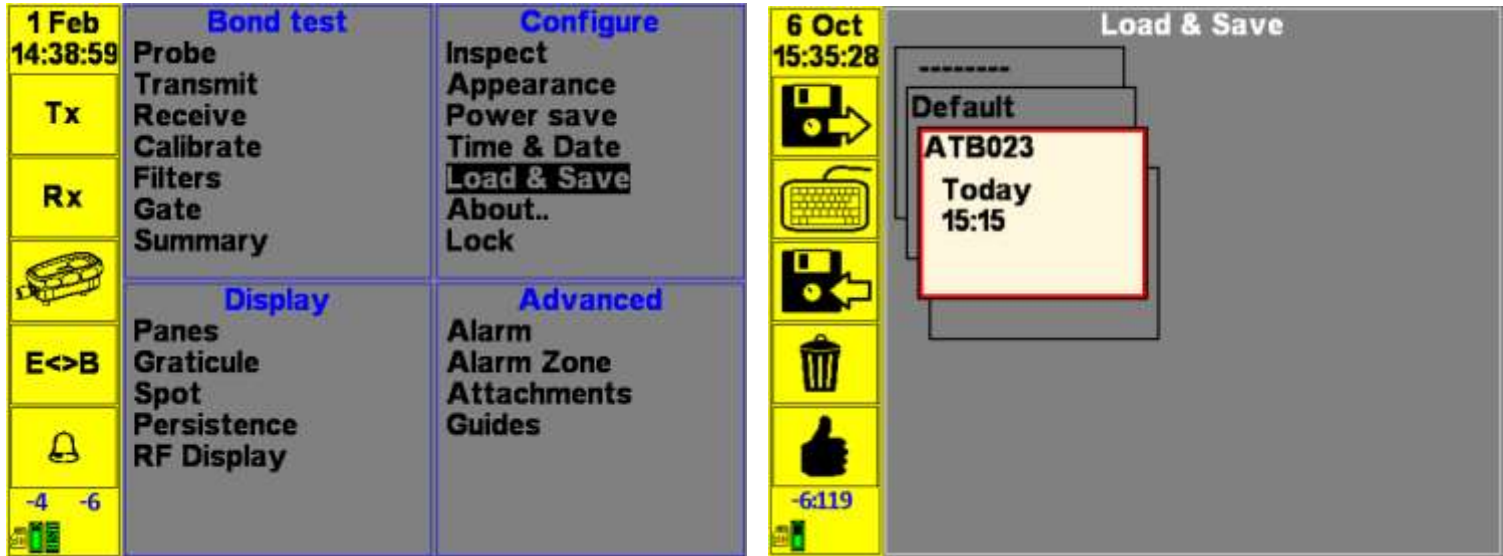 1 Feb
14:38:59
Tx
Rx
E<>B
-4 -6
Bond test
Probe
Transmit
Receive
Calibrate
Filters
Gate
Summary
Configure
Inspect
Appearance
Power save
Time & Date
Load & Save
About..
Lock
Display
Panes
Graticule
Spot
Persistence
RF Display
Advanced
Alarm
Alarm Zone
Attachments
Guides
6 Oct
15:35:28
-6:119
Load & Save
--------
Default
ATB023
Today
15:15